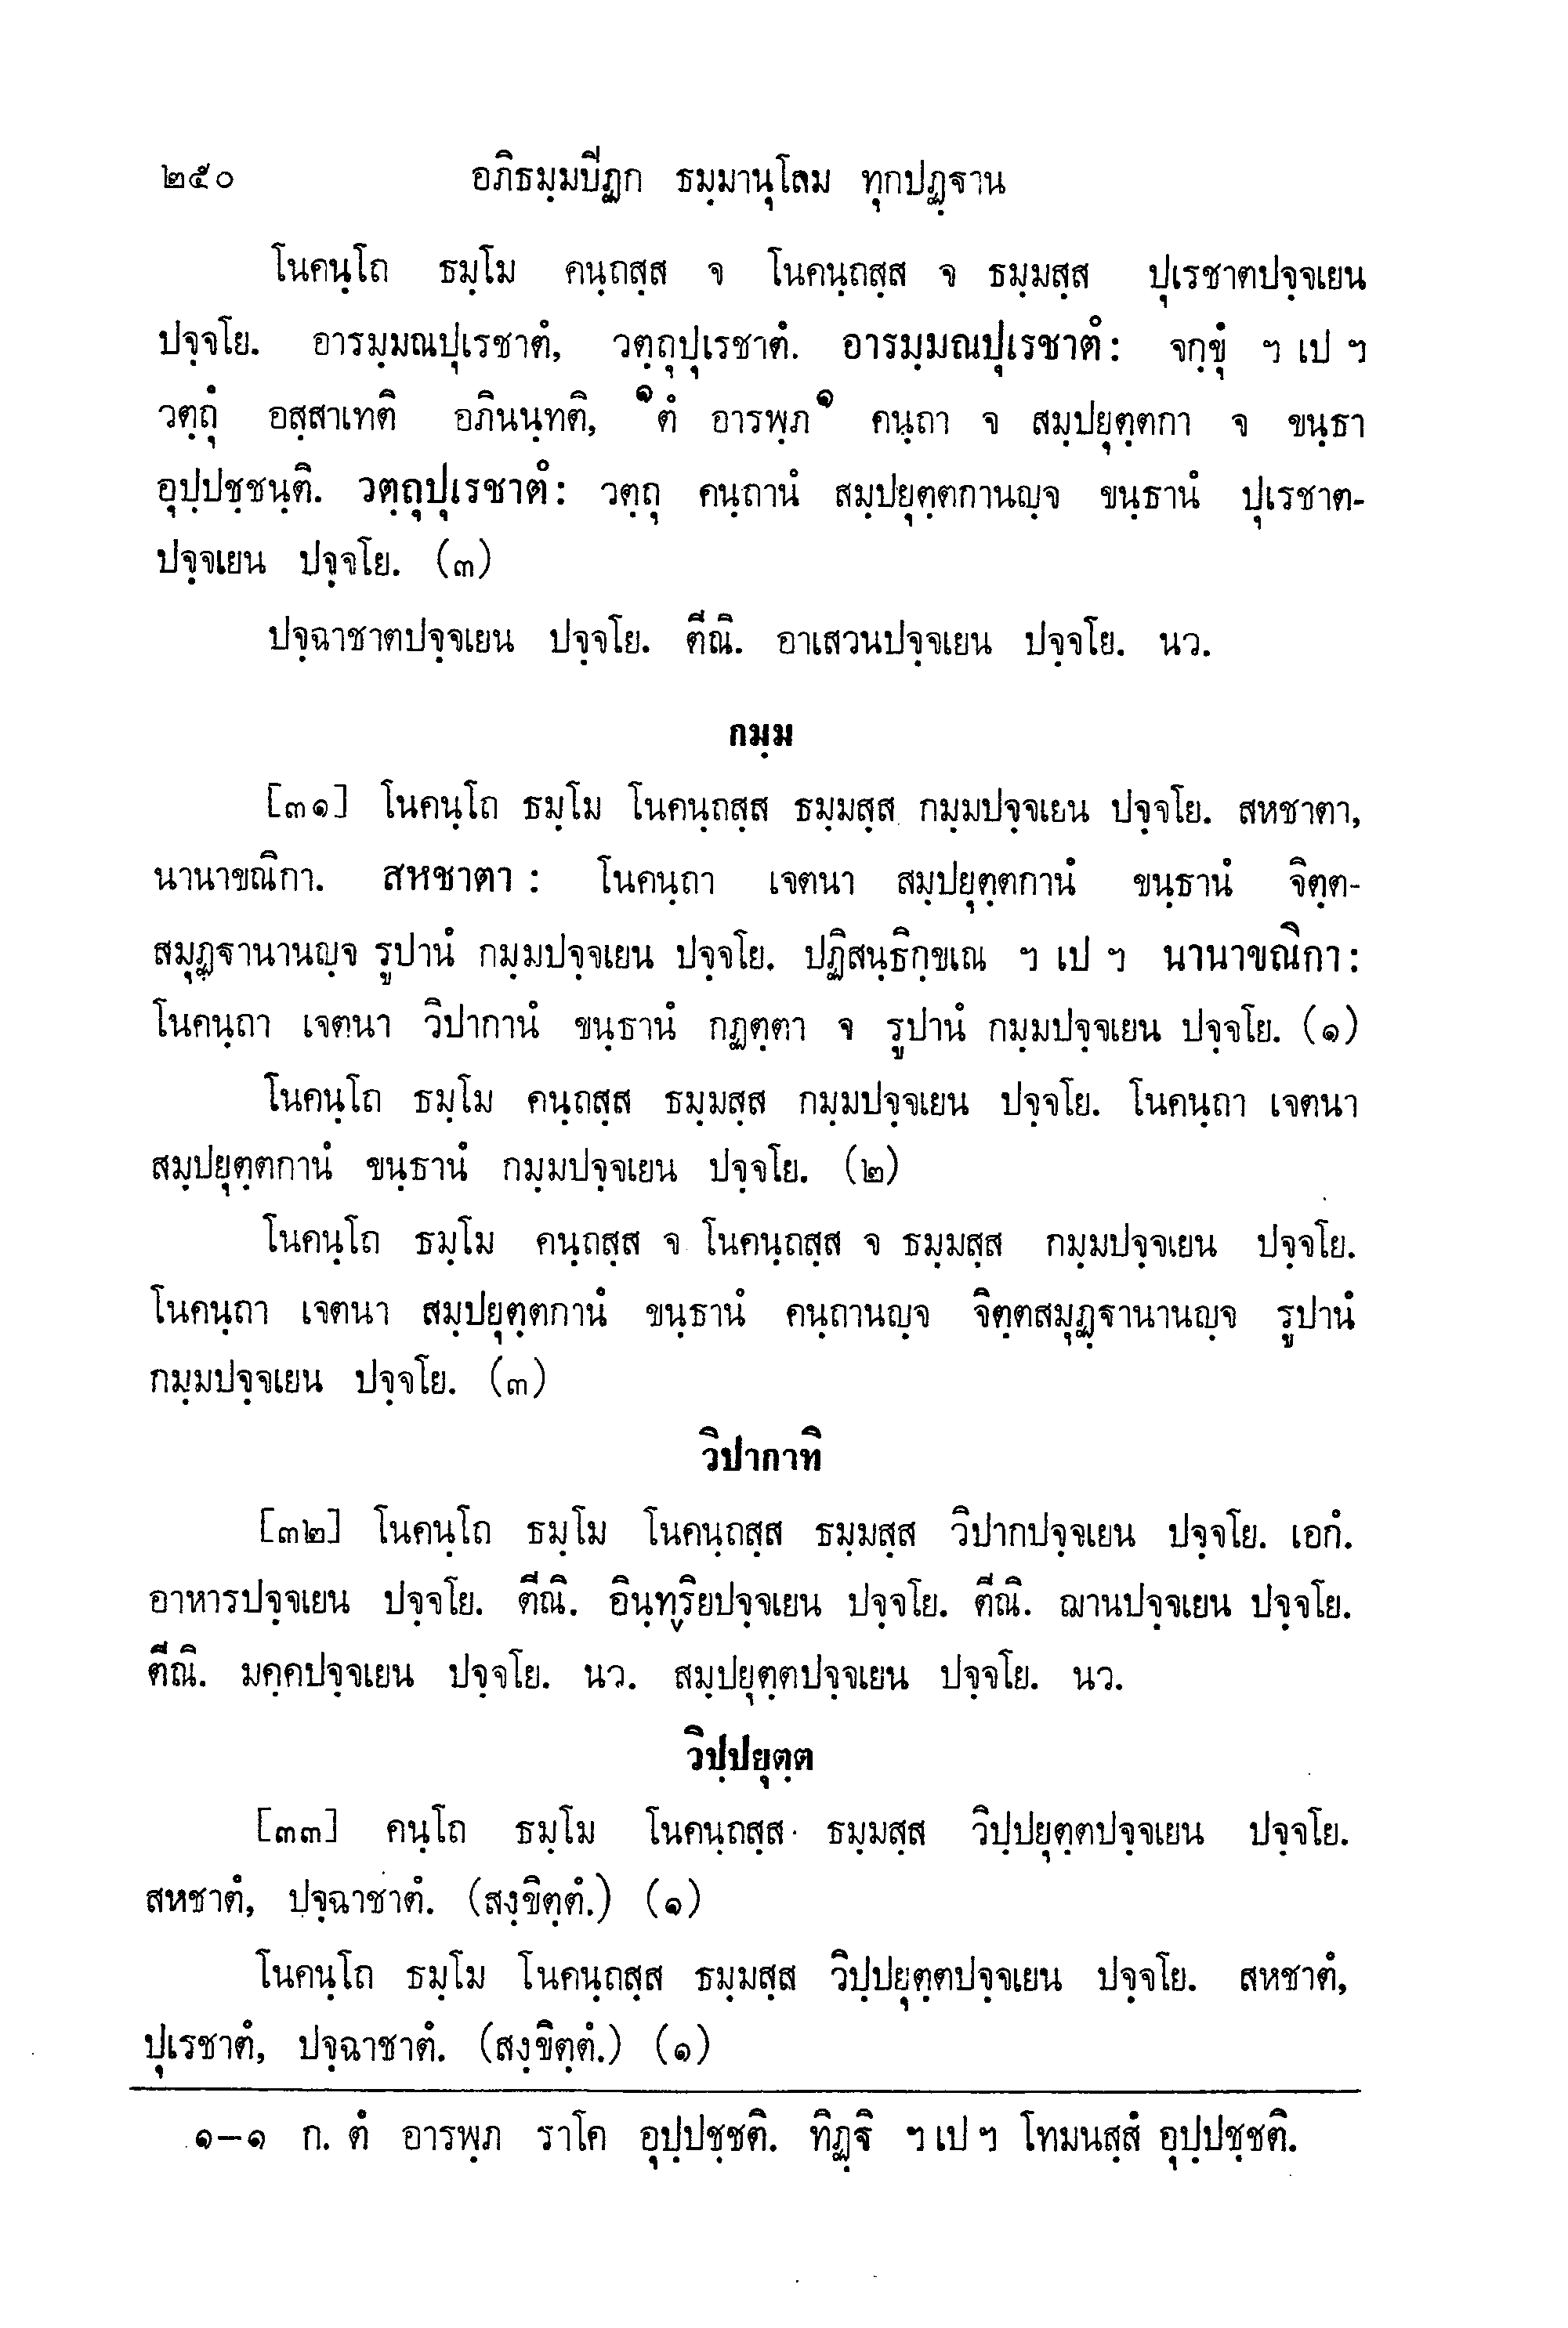 ๒๕๐ อภิธมฺมปีฏก ธมฺมานุโลม ทุกปฏฺฐาน
โนคนฺโถ ธมฺโม คนฺถสฺส จ โนคนฺถสฺส จ ธมฺมสฺส ปุเรชาตปจฺจเยน
ปจฺจโย. อารมฺมณปุเรชาตํ, วตฺถุปุเรชาตํ. อารมฺมณปุเรชาตํ: จกฺขุํ ฯ เป ฯ
วตฺถุํ อสฺสาเทติ อภินนฺทติ, ๑ตํ อารพฺภ๑ คนฺถา จ สมฺปยุตฺตกา จ ขนฺธา
อุปฺปชฺชนฺติ. วตฺถุปุเรชาตํ: วตฺถุ คนฺถานํ สมฺปยุตฺตกานญฺจ ขนฺธานํ ปุเรชาต-
ปจฺจเยน ปจฺจโย. (๓)
ปจฺฉาชาตปจฺจเยน ปจฺจโย. ตีณิ. อาเสวนปจฺจเยน ปจฺจโย. นว.
กมฺม
[๓๑] โนคนฺโถ ธมฺโม โนคนฺถสฺส ธมฺมสฺส กมฺมปจฺจเยน ปจฺจโย. สหชาตา,
นานาขณิกา. สหชาตา : โนคนฺถา เจตนา สมฺปยุตฺตกานํ ขนฺธานํ จิตฺต-
สมุฏฺฐานานญฺจ รูปานํ กมฺมปจฺจเยน ปจฺจโย. ปฏิสนฺธิกฺขเณ ฯ เป ฯ นานาขณิกา:
โนคนฺถา เจตนา วิปากานํ ขนฺธานํ กฏตฺตา จ รูปานํ กมฺมปจฺจเยน ปจฺจโย. (๑)
โนคนฺโถ ธมฺโม คนฺถสฺส ธมฺมสฺส กมฺมปจฺจเยน ปจฺจโย. โนคนฺถา เจตนา
สมฺปยุตฺตกานํ ขนฺธานํ กมฺมปจฺจเยน ปจฺจโย. (๒)
โนคนฺโถ ธมฺโม คนฺถสฺส จ โนคนฺถสฺส จ ธมฺมสฺส กมฺมปจฺจเยน ปจฺจโย.
โนคนฺถา เจตนา สมฺปยุตฺตกานํ ขนฺธานํ คนฺถานญฺจ จิตฺตสมุฏฺฐานานญฺจ รูปานํ
กมฺมปจฺจเยน ปจฺจโย. (๓)
วิปากาทิ
[๓๒] โนคนฺโถ ธมฺโม โนคนฺถสฺส ธมฺมสฺส วิปากปจฺจเยน ปจฺจโย. เอกํ.
อาหารปจฺจเยน ปจฺจโย. ตีณิ. อินฺทฺริยปจฺจเยน ปจฺจโย. ตีณิ. ฌานปจฺจเยน ปจฺจโย.
ตีณิ. มคฺคปจฺจเยน ปจฺจโย. นว. สมฺปยุตฺตปจฺจเยน ปจฺจโย. นว.
วิปฺปยุตฺต
[๓๓] คนฺโถ ธมฺโม โนคนฺถสฺส ธมฺมสฺส วิปฺปยุตฺตปจฺจเยน ปจฺจโย.
สหชาตํ, ปจฺฉาชาตํ. (สงฺขิตฺตํ.) (๑)
โนคนฺโถ ธมฺโม โนคนฺถสฺส ธมฺมสฺส วิปฺปยุตฺตปจฺจเยน ปจฺจโย. สหชาตํ,
ปุเรชาตํ, ปจฺฉาชาตํ. (สงฺขิตฺตํ.) (๑)
๑–๑ ก. ตํ อารพฺภ ราโค อุปฺปชฺชติ. ทิฏฺฐิ ฯ เป ฯ โทมนสฺสํ อุปฺปชฺชติ.